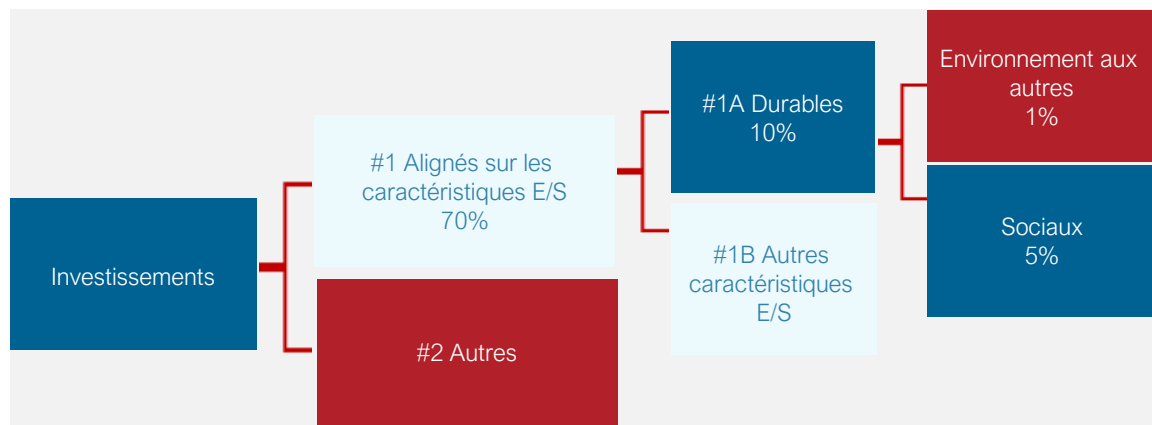 Investissements
#1 Alignés sur les
caractéristiques E/S
70%
#2 Autres
#1A Durables
10%
#1B Autres
caractéristiques
E/S
Environnement aux
autres
1%
Sociaux
5%